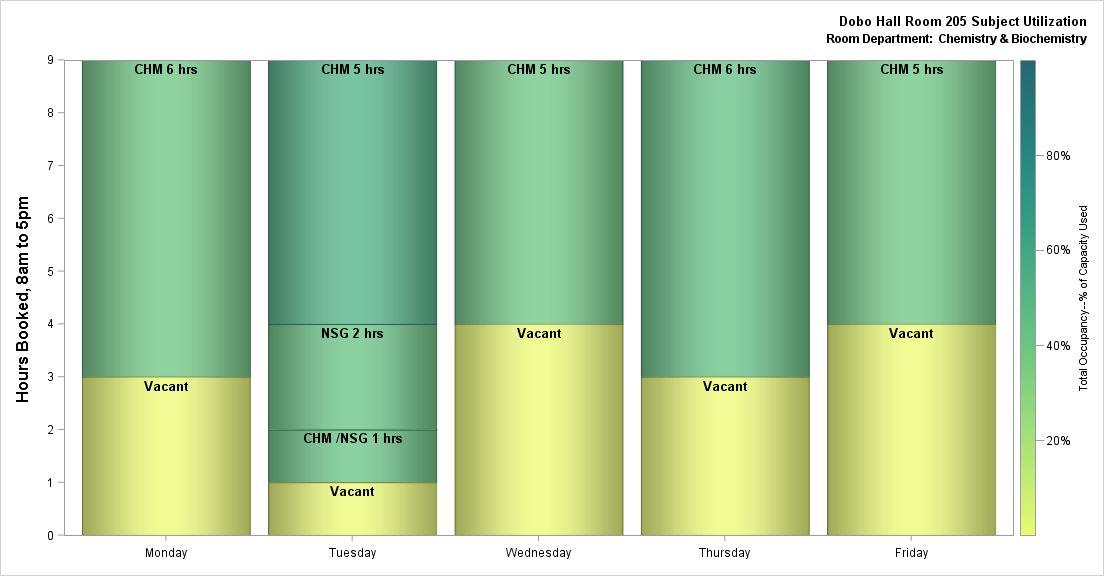 Dobo Hall Room 205 Subject Utilization
Room Department: Chemistry & Biochemistry
Hours Booked, 8am to 5pm
9
8
7
6
5
4
3
2
1
0
CHM 6 hrs
Vacant
CHM 5 hrs
NSG 2 hrs
CHM /NSG 1 hrs
Vacant
CHM 5 hrs
Vacant
CHM 6 hrs
Vacant
CHM 5 hrs
Vacant
Monday
Tuesday
Wednesday
Thursday
Friday
80%
60%
40%
20%
Total Occupancy--% of Capacity Used